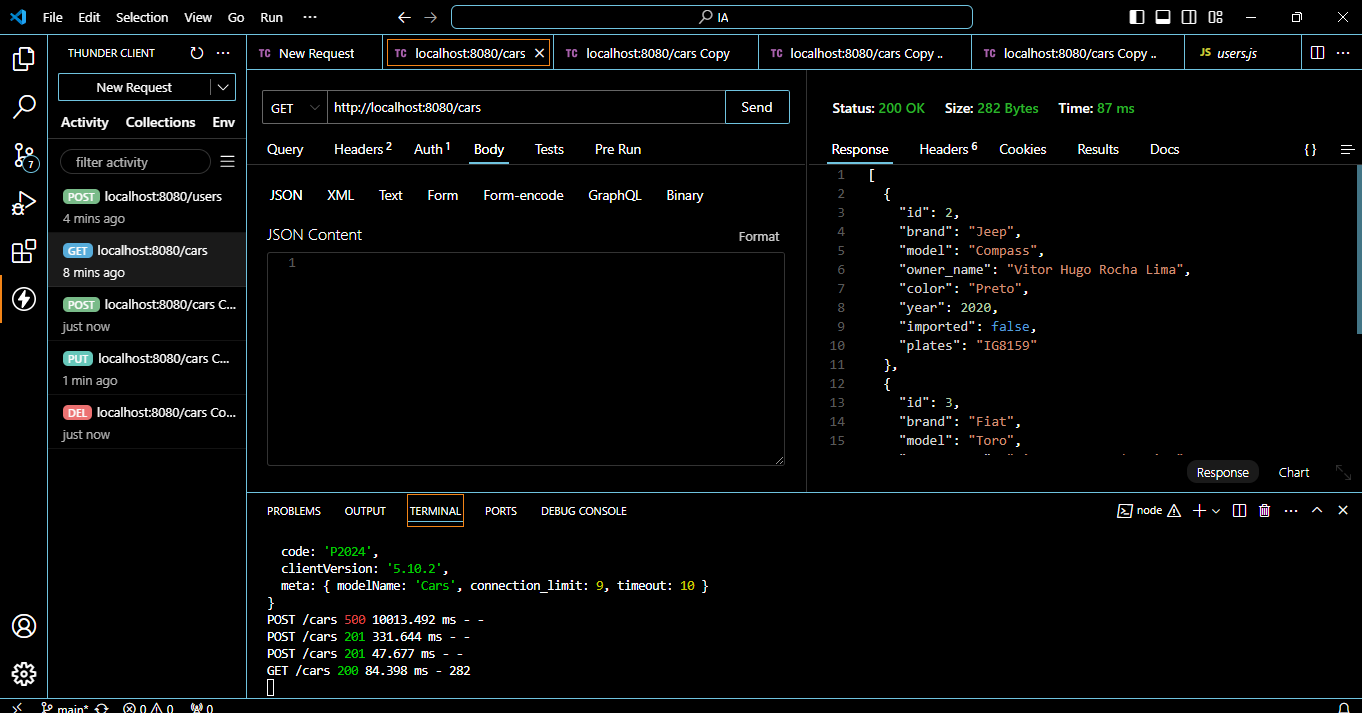 File Edit Selection View Go Run ··· IA
THUNDER CLIENT ···
New Request
Activity Collections Env
filter activity
POST localhost:8080/users
4 mins ago
GET localhost:8080/cars
8 mins ago
POST localhost:8080/cars C...
just now
PUT localhost:8080/cars C...
1 min ago
DEL localhost:8080/cars Co...
just now
7
TC New Request TC localhost:8080/cars TC localhost:8080/cars Copy TC localhost:8080/cars Copy .. TC localhost:8080/cars Copy .. JS users.js ···
GET http://localhost:8080/cars Send
Query Headers 2 Auth 1 Body Tests Pre Run
JSON XML Text Form Form-encode GraphQL Binary
JSON Content Format
1
Status: 200 OK Size: 282 Bytes Time: 87 ms
Response Headers 6 Cookies Results Docs {}
1 [
2 {
3 "id": 2,
4 "brand": "Jeep",
5 "model": "Compass",
6 "owner_name": "Vitor Hugo Rocha Lima",
7 "color": "Preto",
8 "year": 2020,
9 "imported": false,
10 "plates": "IG8159"
11 },
12 {
13 "id": 3,
14 "brand": "Fiat",
15 "model": "Toro",
Response Chart
PROBLEMS OUTPUT TERMINAL PORTS DEBUG CONSOLE node ···
code: 'P2024',
clientVersion: '5.10.2',
meta: { modelName: 'Cars', connection_limit: 9, timeout: 10 }
}
POST /cars 500 10013.492 ms - -
POST /cars 201 331.644 ms - -
POST /cars 201 47.677 ms - -
GET /cars 200 84.398 ms - 282
main* 0 0 0